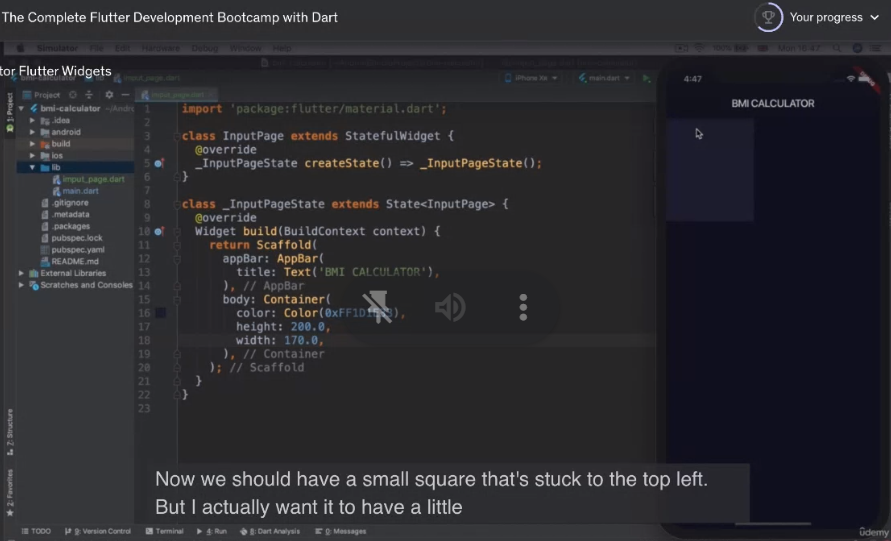 The Complete Flutter Development Bootcamp with Dart
Your progress
Simulator File Edit Hardware Debug Window Help
tor Flutter Widgets
input_page.dart
iPhone Xʀ
main.dart
Project
input_page.dart
1: Project
bmi-calculator
.idea
android
build
ios
lib
input_page.dart
main.dart
.gitignore
.metadata
.packages
pubspec.lock
pubspec.yaml
README.md
External Libraries
Scratches and Consoles
1 import 'package:flutter/material.dart';
2
3 class InputPage extends StatefulWidget {
4 @override
5 _InputPageState createState() => _InputPageState();
6 }
7
8 class _InputPageState extends State<InputPage> {
9 @override
10 Widget build(BuildContext context) {
11 return Scaffold(
12 appBar: AppBar(
13 title: Text('BMI CALCULATOR'),
14 ), // AppBar
15 body: Container(
16 color: Color(0xFF1D1E33),
17 height: 200.0,
18 width: 170.0,
19 ), // Container
20 ); // Scaffold
21 }
22 }
23
4:47
BMI CALCULATOR
7: Structure
2: Favorites
Now we should have a small square that's stuck to the top left.
But I actually want it to have a little
TODO
9: Version Control
Terminal
4: Run
Dart Analysis
0: Messages
ûdemy